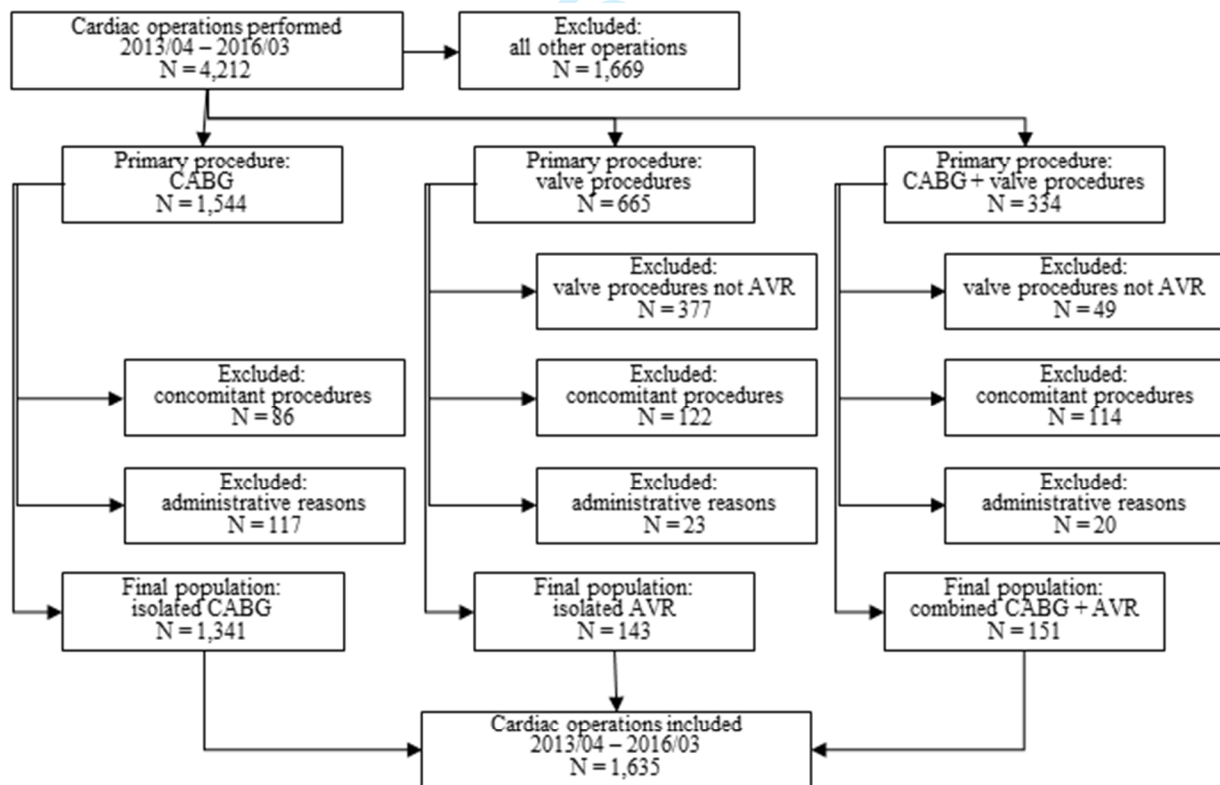 Cardiac operations performed
2013/04 – 2016/03
N = 4,212
Excluded:
all other operations
N = 1,669
Primary procedure:
CABG
N = 1,544
Primary procedure:
valve procedures
N = 665
Primary procedure:
CABG + valve procedures
N = 334
Excluded:
valve procedures not AVR
N = 377
Excluded:
valve procedures not AVR
N = 49
Excluded:
concomitant procedures
N = 86
Excluded:
concomitant procedures
N = 122
Excluded:
concomitant procedures
N = 114
Excluded:
administrative reasons
N = 117
Excluded:
administrative reasons
N = 23
Excluded:
administrative reasons
N = 20
Final population:
isolated CABG
N = 1,341
Final population:
isolated AVR
N = 143
Final population:
combined CABG + AVR
N = 151
Cardiac operations included
2013/04 – 2016/03
N = 1,635